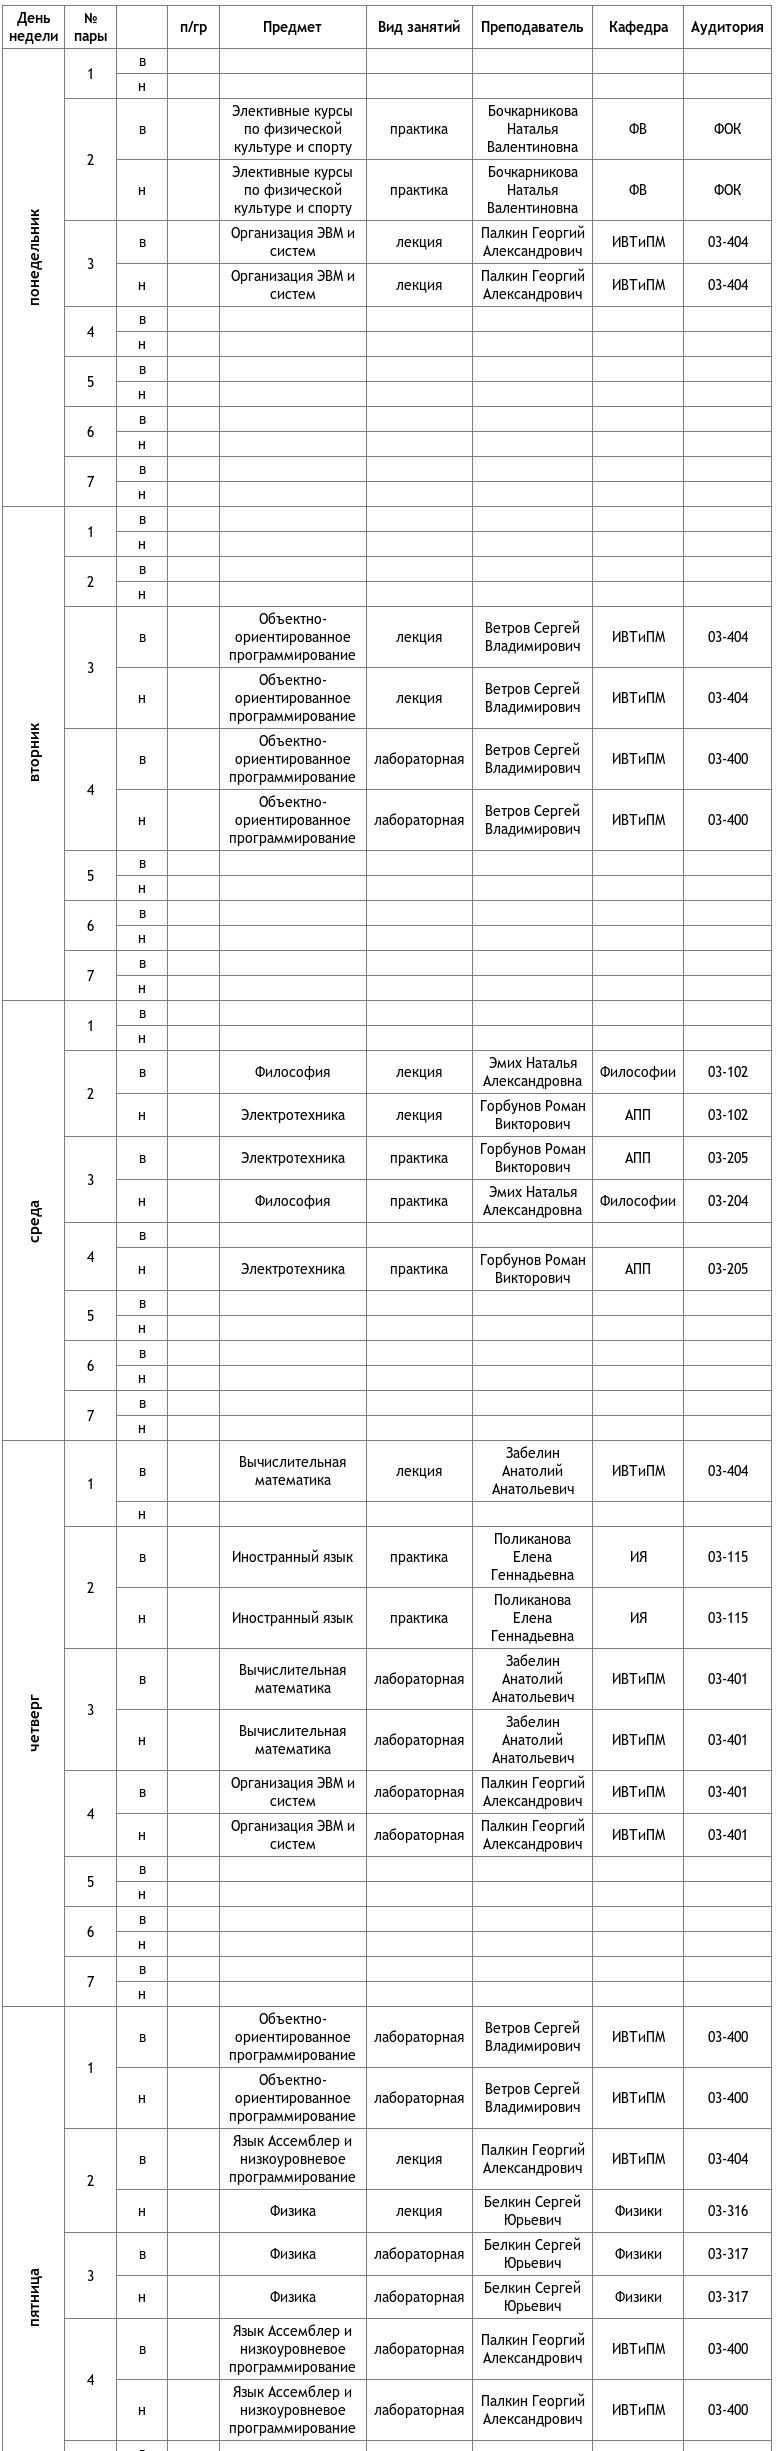 День недели № пары п/гр Предмет Вид занятий Преподаватель Кафедра Аудитория
понедельник
1
в
н
2
в Элективные курсы по физической культуре и спорту практика Бочкарникова Наталья Валентиновна ФВ ФОК
н Элективные курсы по физической культуре и спорту практика Бочкарникова Наталья Валентиновна ФВ ФОК
3
в Организация ЭВМ и систем лекция Палкин Георгий Александрович ИВТиПМ 03-404
н Организация ЭВМ и систем лекция Палкин Георгий Александрович ИВТиПМ 03-404
4
в
н
5
в
н
6
в
н
7
в
н
вторник
1
в
н
2
в
н
3
в Объектно-ориентированное программирование лекция Ветров Сергей Владимирович ИВТиПМ 03-404
н Объектно-ориентированное программирование лекция Ветров Сергей Владимирович ИВТиПМ 03-404
4
в Объектно-ориентированное программирование лабораторная Ветров Сергей Владимирович ИВТиПМ 03-400
н Объектно-ориентированное программирование лабораторная Ветров Сергей Владимирович ИВТиПМ 03-400
5
в
н
6
в
н
7
в
н
среда
1
в
н
2
в Философия лекция Эмих Наталья Александровна Философии 03-102
н Электротехника лекция Горбунов Роман Викторович АПП 03-102
3
в Электротехника практика Горбунов Роман Викторович АПП 03-205
н Философия практика Эмих Наталья Александровна Философии 03-204
4
в
н Электротехника практика Горбунов Роман Викторович АПП 03-205
5
в
н
6
в
н
7
в
н
четверг
1
в Вычислительная математика лекция Забелин Анатолий Анатольевич ИВТиПМ 03-404
н
2
в Иностранный язык практика Поликанова Елена Геннадьевна ИЯ 03-115
н Иностранный язык практика Поликанова Елена Геннадьевна ИЯ 03-115
3
в Вычислительная математика лабораторная Забелин Анатолий Анатольевич ИВТиПМ 03-401
н Вычислительная математика лабораторная Забелин Анатолий Анатольевич ИВТиПМ 03-401
4
в Организация ЭВМ и систем лабораторная Палкин Георгий Александрович ИВТиПМ 03-401
н Организация ЭВМ и систем лабораторная Палкин Георгий Александрович ИВТиПМ 03-401
5
в
н
6
в
н
7
в
н
пятница
1
в Объектно-ориентированное программирование лабораторная Ветров Сергей Владимирович ИВТиПМ 03-400
н Объектно-ориентированное программирование лабораторная Ветров Сергей Владимирович ИВТиПМ 03-400
2
в Язык Ассемблер и низкоуровневое программирование лекция Палкин Георгий Александрович ИВТиПМ 03-404
н Физика лекция Белкин Сергей Юрьевич Физики 03-316
3
в Физика лабораторная Белкин Сергей Юрьевич Физики 03-317
н Физика лабораторная Белкин Сергей Юрьевич Физики 03-317
4
в Язык Ассемблер и низкоуровневое программирование лабораторная Палкин Георгий Александрович ИВТиПМ 03-400
н Язык Ассемблер и низкоуровневое программирование лабораторная Палкин Георгий Александрович ИВТиПМ 03-400